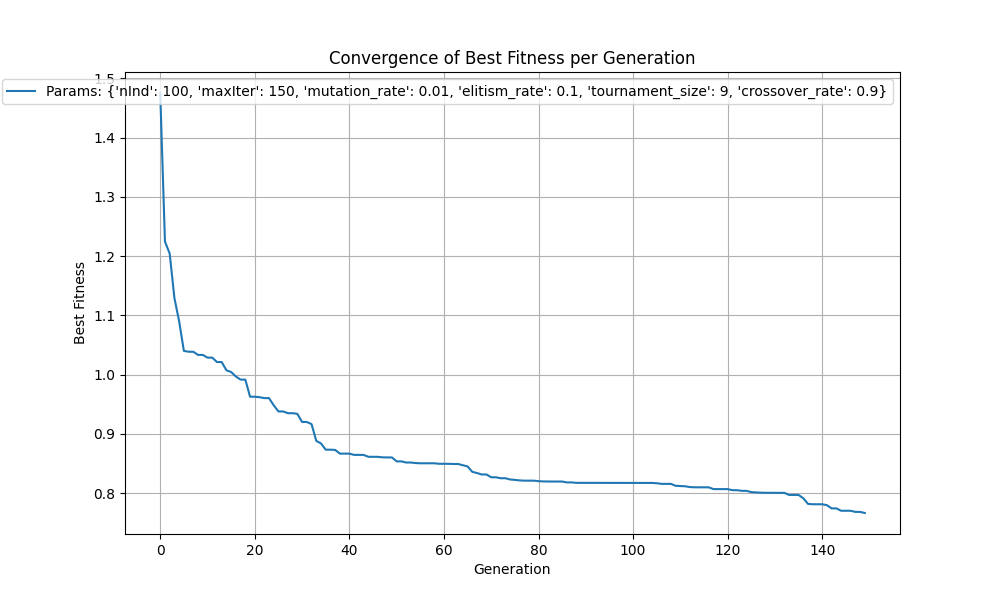 Convergence of Best Fitness per Generation
Params: {'nInd': 100, 'maxIter': 150, 'mutation_rate': 0.01, 'elitism_rate': 0.1, 'tournament_size': 9, 'crossover_rate': 0.9}
Best Fitness
1.5
1.4
1.3
1.2
1.1
1.0
0.9
0.8
0 20 40 60 80 100 120 140
Generation